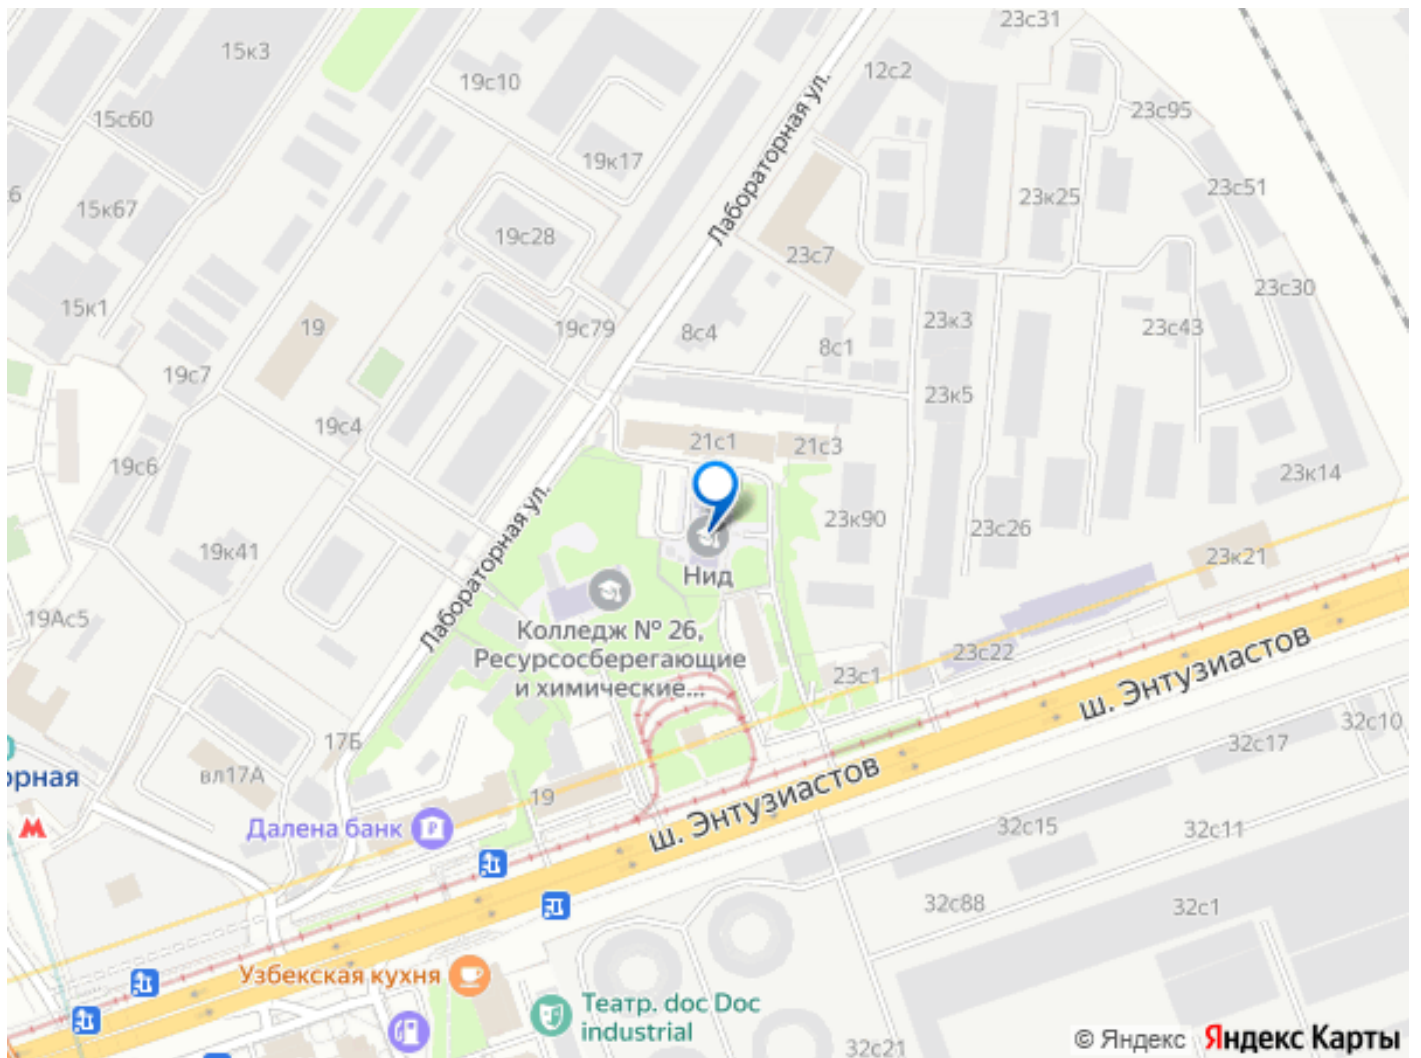 23с31
15к3
12с2
19с10
23с95
15с60
19к17
Лабораторная ул.
23с51
23к25
15к67
19с28
23с7
23с30
15к1
23к3
23с43
19
19с79
8с4
8с1
19с7
23к5
19с4
21с1
21с3
19с6
23к14
Лабораторная ул.
23к90
23с26
19к41
23к21
Нид
19Ас5
Колледж № 26,
Ресурсосберегающие
и химические...
23с22
23с1
ш. Энтузиастов
32с10
32с17
17Б
орная
вл17А
19
ш. Энтузиастов
Далена банк
32с15
32с11
32с88
32с1
Узбекская кухня
Театр. doc Doc
industrial
32с21
© Яндекс Яндекс Карты